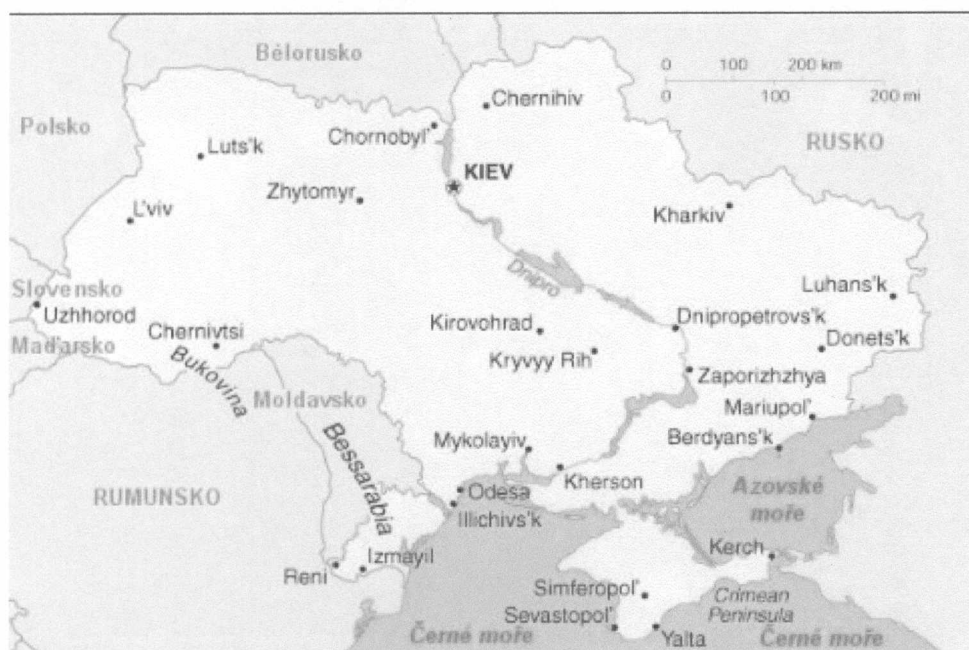 Bělorusko
0 100 200 km
0 100 200 mi
Chernihiv
Polsko
Chornobyl'
RUSKO
Luts'k
KIEV
Zhytomyr
Kharkiv
L'viv
Dnipro
Slovensko
Luhans'k
Uzhhorod
Chernivtsi
Kirovohrad
Dnipropetrovs'k
Maďarsko
Donets'k
Kryvyy Rih
Bukovina
Zaporizhzhya
Moldavsko
Mariupol'
Bessarabia
Mykolayiv
Berdyans'k
Kherson
RUMUNSKO
Odesa
Azovské
moře
Illichivs'k
Kerch
Izmayil
Reni
Simferopol'
Crimean
Peninsula
Sevastopol'
Černé moře
Yalta
Černé moře